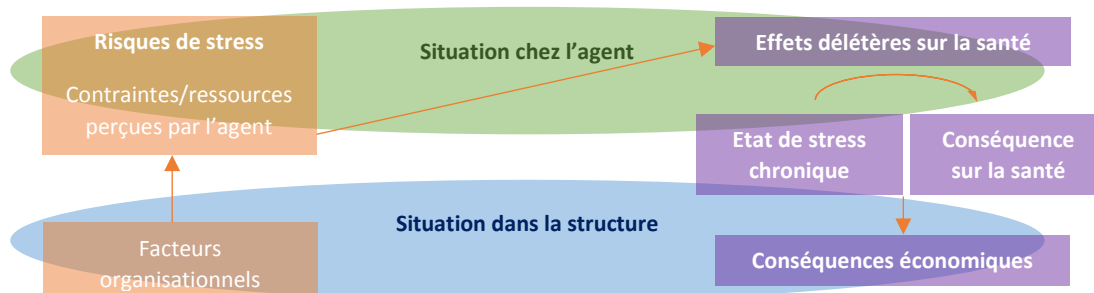 Risques de stress
Contraintes/ressources
perçues par l'agent
Situation chez l'agent
Effets délétères sur la santé
Etat de stress
chronique
Conséquence
sur la santé
Facteurs
organisationnels
Situation dans la structure
Conséquences économiques